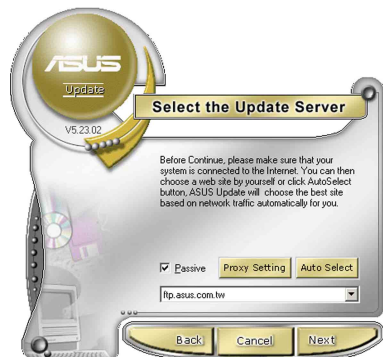 ASUS
Update
V5.23.02
Select the Update Server
Before Continue, please make sure that your
system is connected to the Internet. You can then
choose a web site by yourself or click AutoSelect
button, ASUS Update will choose the best site
based on network traffic automatically for you.
Passive
Proxy Setting
Auto Select
ftp.asus.com.tw
Back
Cancel
Next